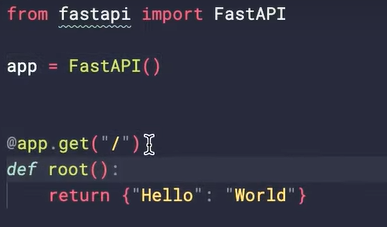 from fastapi import FastAPI
app = FastAPI()
@app.get("/")
def root():
    return {"Hello": "World"}